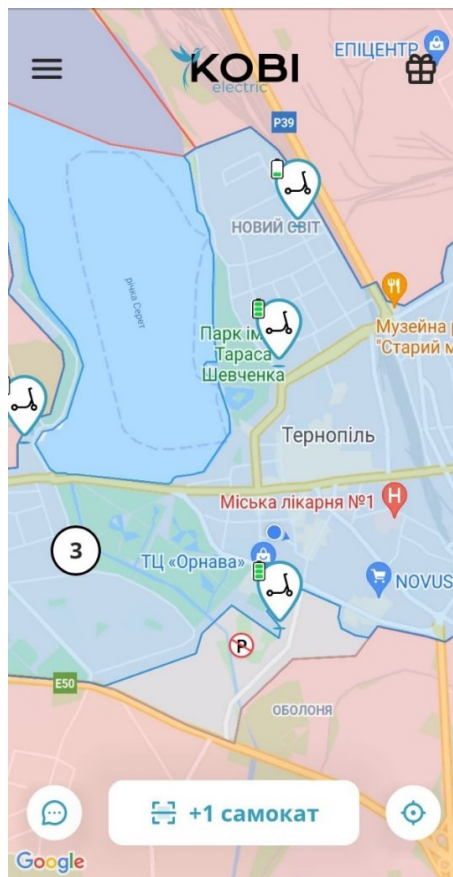 KOBI
electric
ЕПІЦЕНТР
P39
НОВИЙ СВІТ
річка Серет
Парк ім
Тараса
Шевченка
Музейна
"Старий
Тернопіль
Міська лікарня №1
H
3
ТЦ «Орнава»
NOVUS
P
E50
ОБОЛОНЯ
+1 самокат
Google